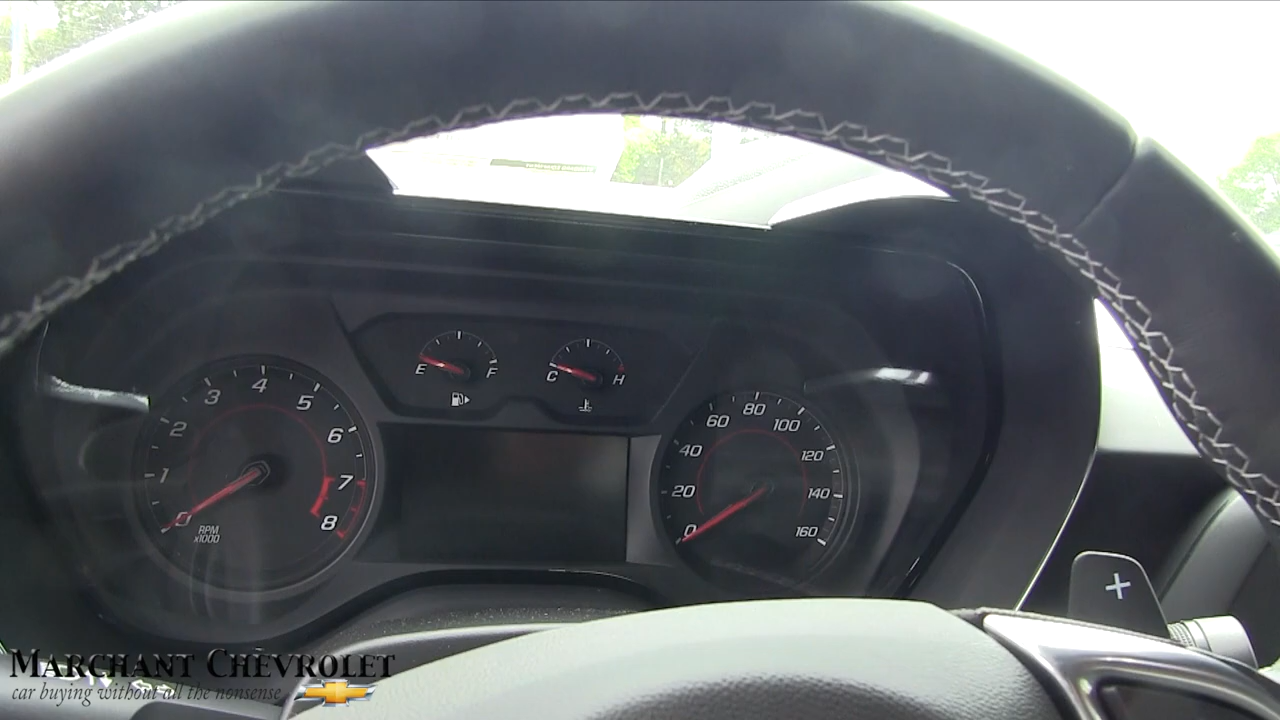 E F
C H
0 1 2 3 4 5 6 7 8
RPM
x1000
0 20 40 60 80 100 120 140 160
+
MARCHANT CHEVROLET
car buying without all the nonsense